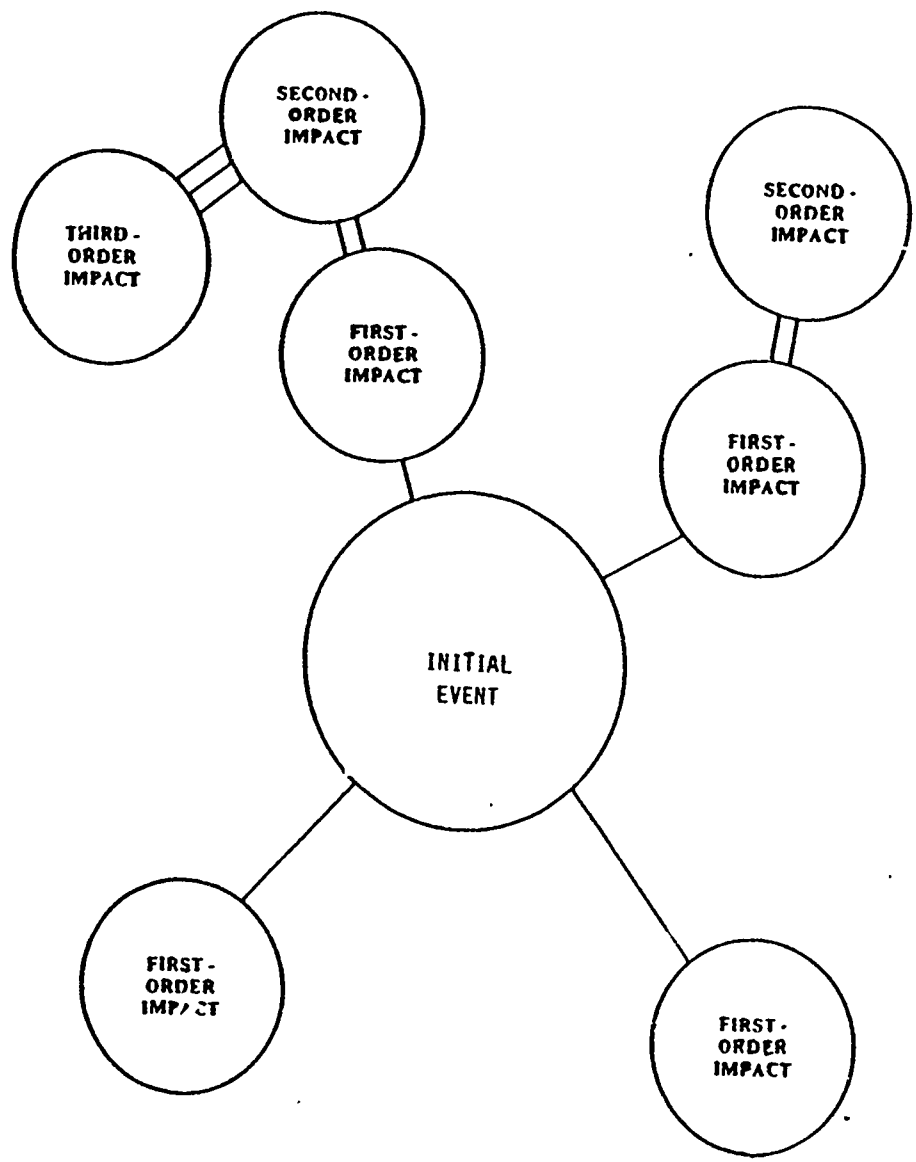 SECOND-
ORDER
IMPACT
THIRD-
ORDER
IMPACT
SECOND-
ORDER
IMPACT
FIRST-
ORDER
IMPACT
FIRST-
ORDER
IMPACT
INITIAL
EVENT
FIRST-
ORDER
IMPACT
FIRST-
ORDER
IMPACT